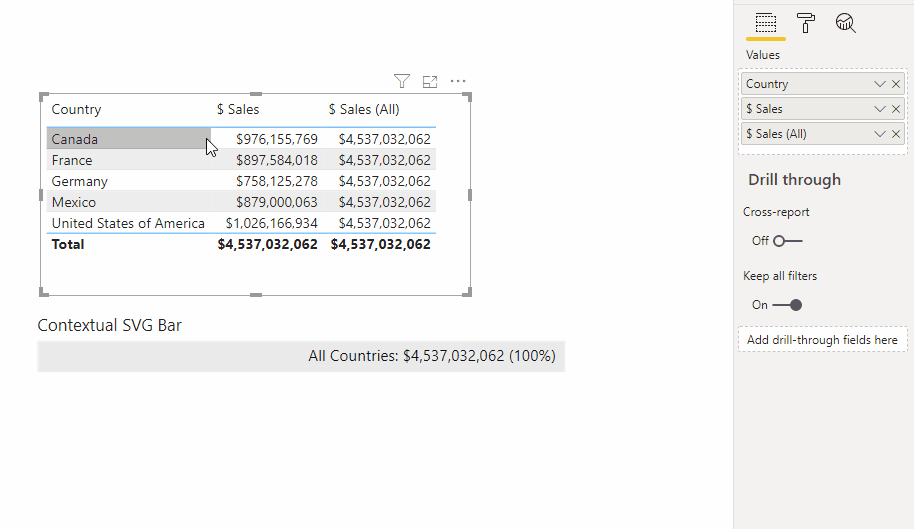 Country $ Sales $ Sales (All)
Canada $976,155,769 $4,537,032,062
France $897,584,018 $4,537,032,062
Germany $758,125,278 $4,537,032,062
Mexico $879,000,063 $4,537,032,062
United States of America $1,026,166,934 $4,537,032,062
Total $4,537,032,062 $4,537,032,062
Contextual SVG Bar
All Countries: $4,537,032,062 (100%)
Values
Country
$ Sales
$ Sales (All)
Drill through
Cross-report
Off
Keep all filters
On
Add drill-through fields here